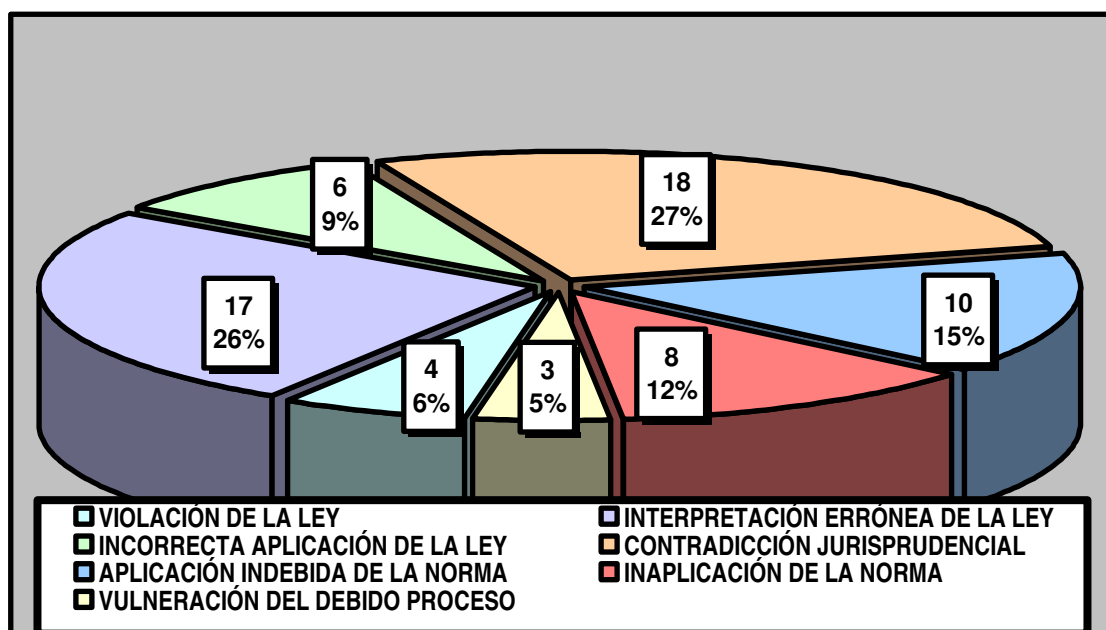 6
9%
18
27%
17
26%
10
15%
4
6%
3
5%
8
12%
VIOLACIÓN DE LA LEY
INTERPRETACIÓN ERRÓNEA DE LA LEY
INCORRECTA APLICACIÓN DE LA LEY
CONTRADICCIÓN JURISPRUDENCIAL
APLICACIÓN INDEBIDA DE LA NORMA
INAPLICACIÓN DE LA NORMA
VULNERACIÓN DEL DEBIDO PROCESO